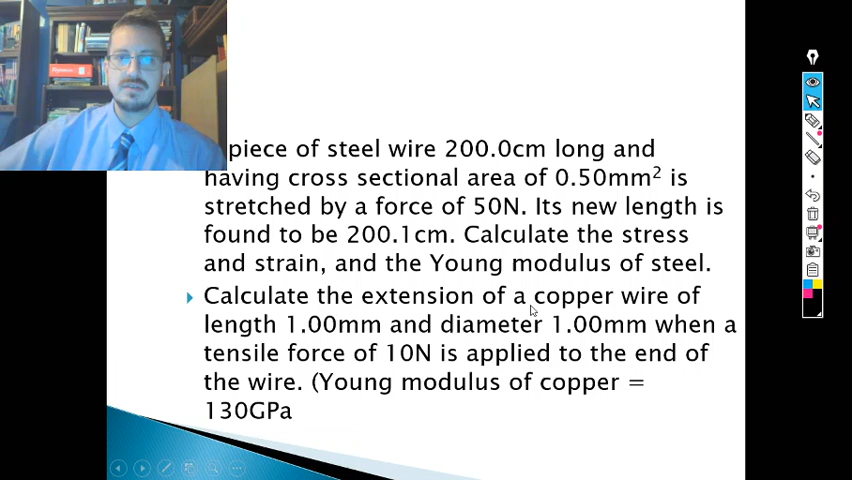 piece of steel wire 200.0cm long and
having cross sectional area of 0.50mm² is
stretched by a force of 50N. Its new length is
found to be 200.1cm. Calculate the stress
and strain, and the Young modulus of steel.
Calculate the extension of a copper wire of
length 1.00mm and diameter 1.00mm when a
tensile force of 10N is applied to the end of
the wire. (Young modulus of copper =
130GPa